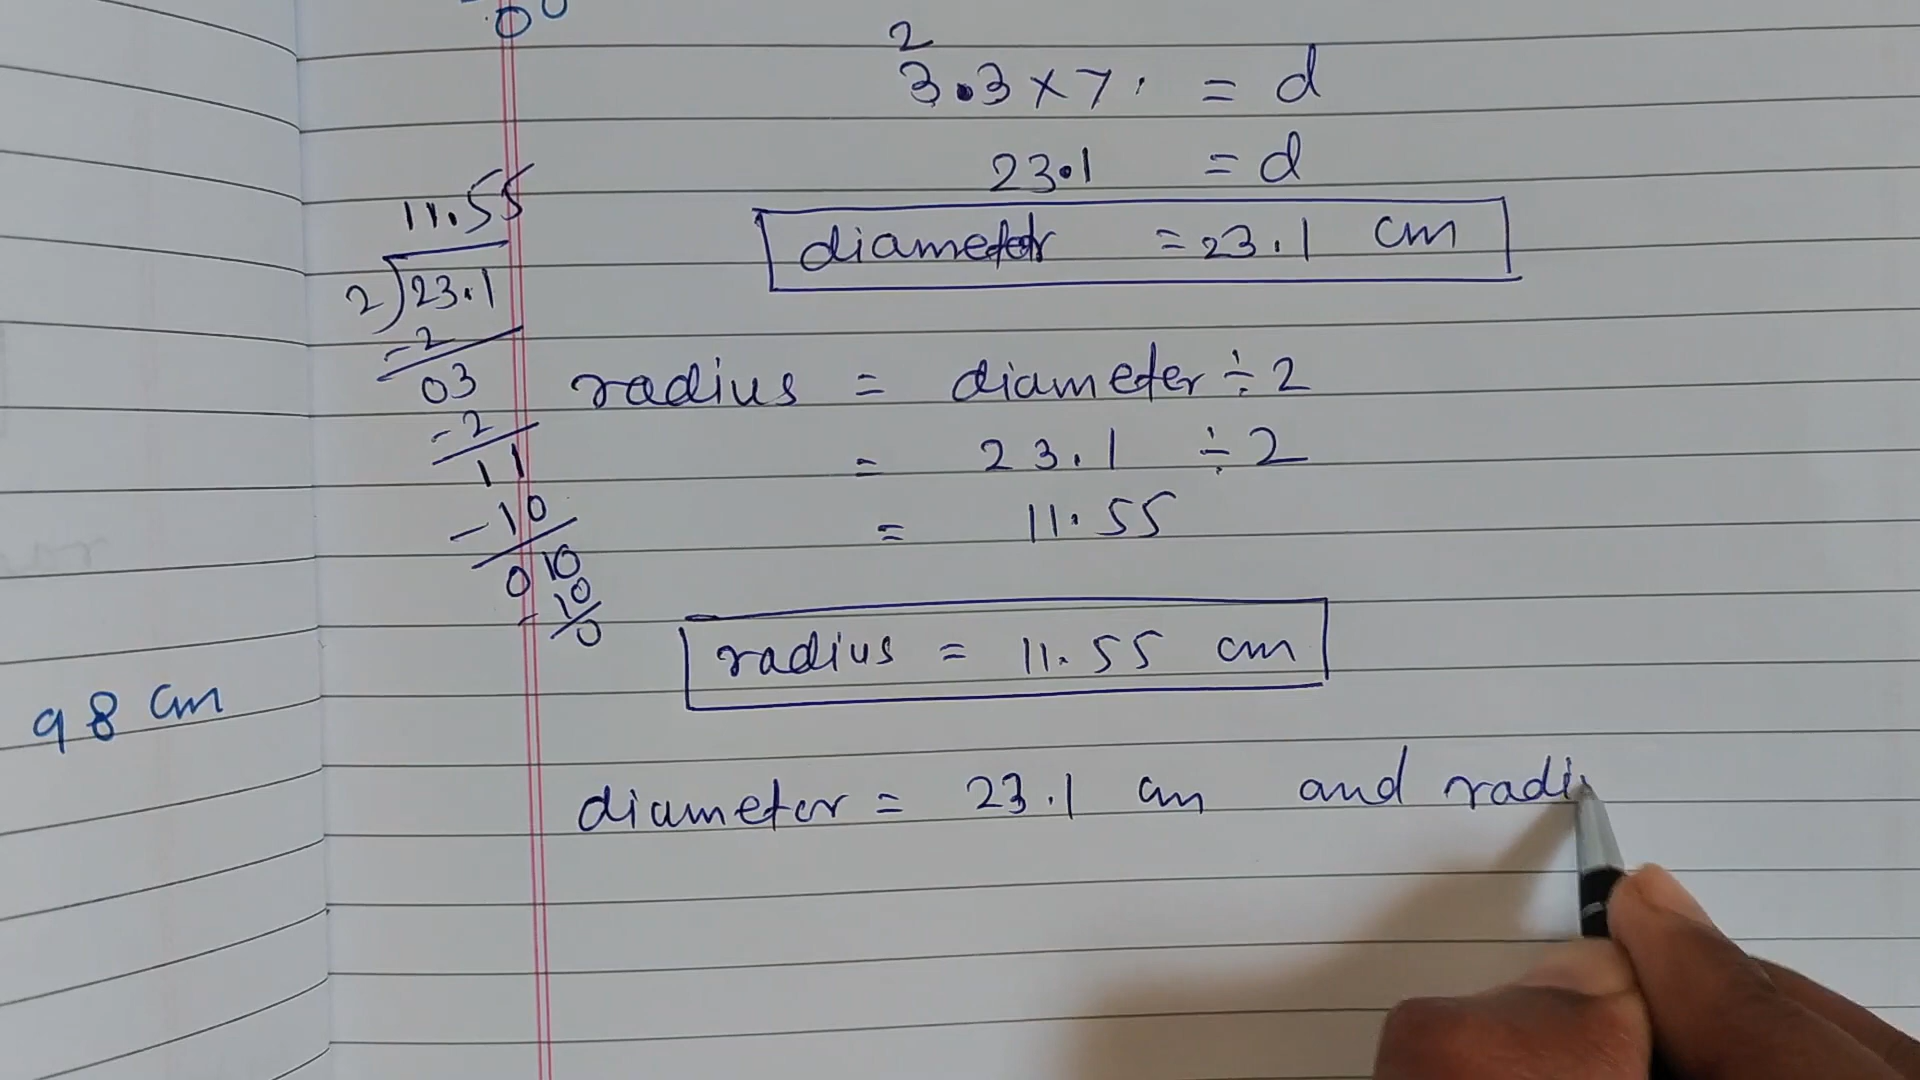 2
3.3 × 7 = d
23.1 = d
diameter = 23.1 cm
11.55
2)23.1
-2
03
-2
11
-10
010
-10
0
radius = diameter ÷ 2
= 23.1 ÷ 2
= 11.55
radius = 11.55 cm
98 cm
diameter = 23.1 cm and radi